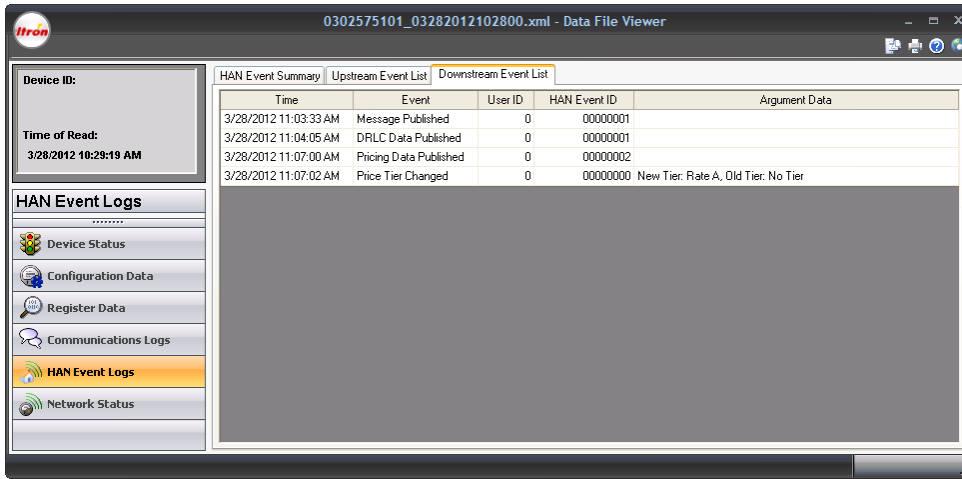 Itrón
0302575101_03282012102800.xml - Data File Viewer
Device ID:
Time of Read:
3/28/2012 10:29:19 AM
HAN Event Logs
Device Status
Configuration Data
Register Data
Communications Logs
HAN Event Logs
Network Status
HAN Event Summary Upstream Event List Downstream Event List
Time Event User ID HAN Event ID Argument Data
3/28/2012 11:03:33 AM Message Published 0 00000001
3/28/2012 11:04:05 AM DRLC Data Published 0 00000001
3/28/2012 11:07:00 AM Pricing Data Published 0 00000002
3/28/2012 11:07:02 AM Price Tier Changed 0 00000000 New Tier: Rate A, Old Tier: No Tier